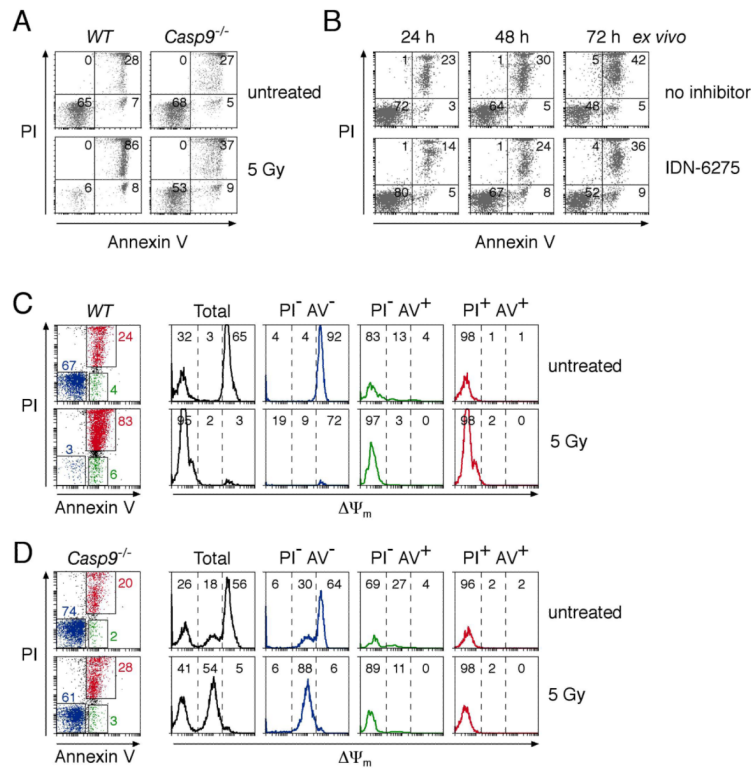 A
WT Casp9-/-
0 28 0 27
65 7 68 5
untreated
PI
0 86 0 37
6 8 53 9
5 Gy
Annexin V
B
24 h 48 h 72 h ex vivo
1 23 1 30 5 42
72 3 64 5 48 5
no inhibitor
PI
1 14 1 24 4 36
80 5 67 8 52 9
IDN-6275
Annexin V
C
WT Total PI- AV- PI- AV+ PI+ AV+
24 32 3 65 4 4 92 83 13 4 98 1 1
67 4
untreated
PI
83 95 2 3 19 9 72 97 3 0 98 2 0
3 6
5 Gy
Annexin V ΔΨm
D
Casp9-/- Total PI- AV- PI- AV+ PI+ AV+
20 26 18 56 6 30 64 69 27 4 96 2 2
74 2
untreated
PI
28 41 54 5 6 88 6 89 11 0 98 2 0
61 3
5 Gy
Annexin V ΔΨm